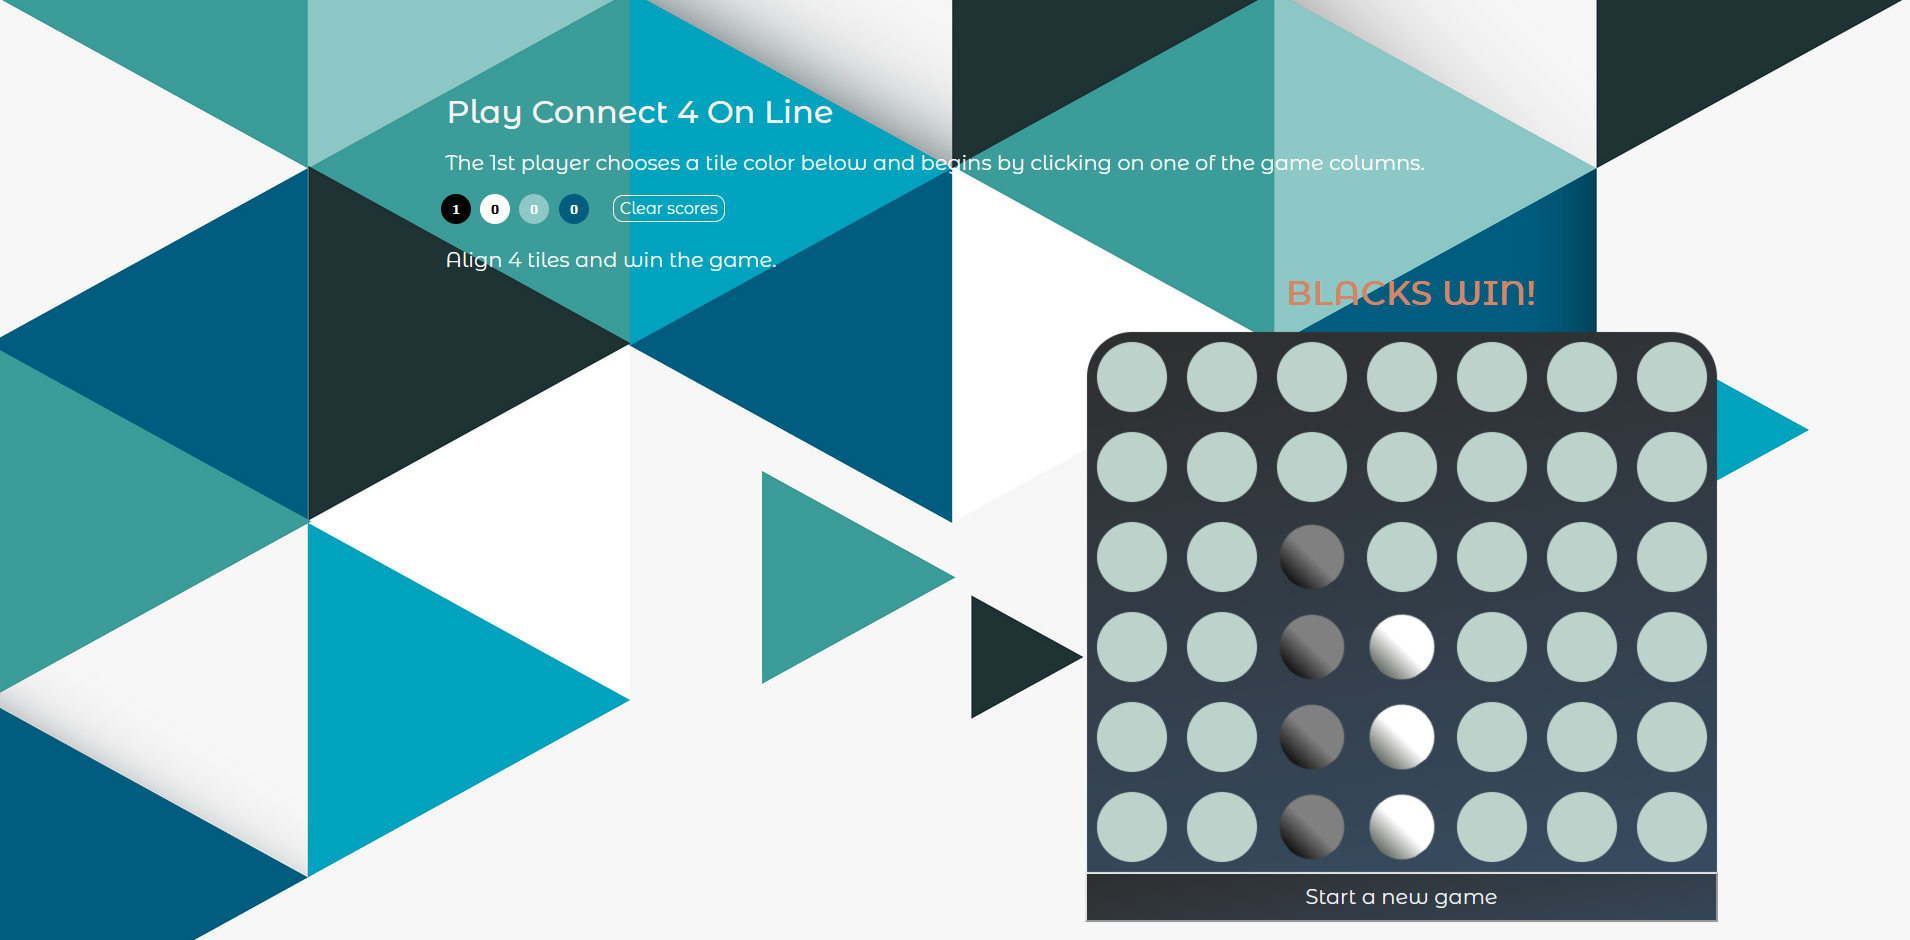 Play Connect 4 On Line
The 1st player chooses a tile color below and begins by clicking on one of the game columns.
1 0 0 0 Clear scores
Align 4 tiles and win the game.
BLACKS WIN!
Start a new game